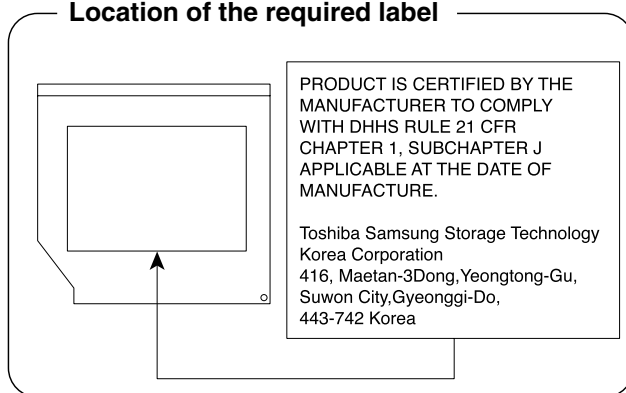 Location of the required label
PRODUCT IS CERTIFIED BY THE
MANUFACTURER TO COMPLY
WITH DHHS RULE 21 CFR
CHAPTER 1, SUBCHAPTER J
APPLICABLE AT THE DATE OF
MANUFACTURE.
Toshiba Samsung Storage Technology
Korea Corporation
416, Maetan-3Dong,Yeongtong-Gu,
Suwon City,Gyeonggi-Do,
443-742 Korea